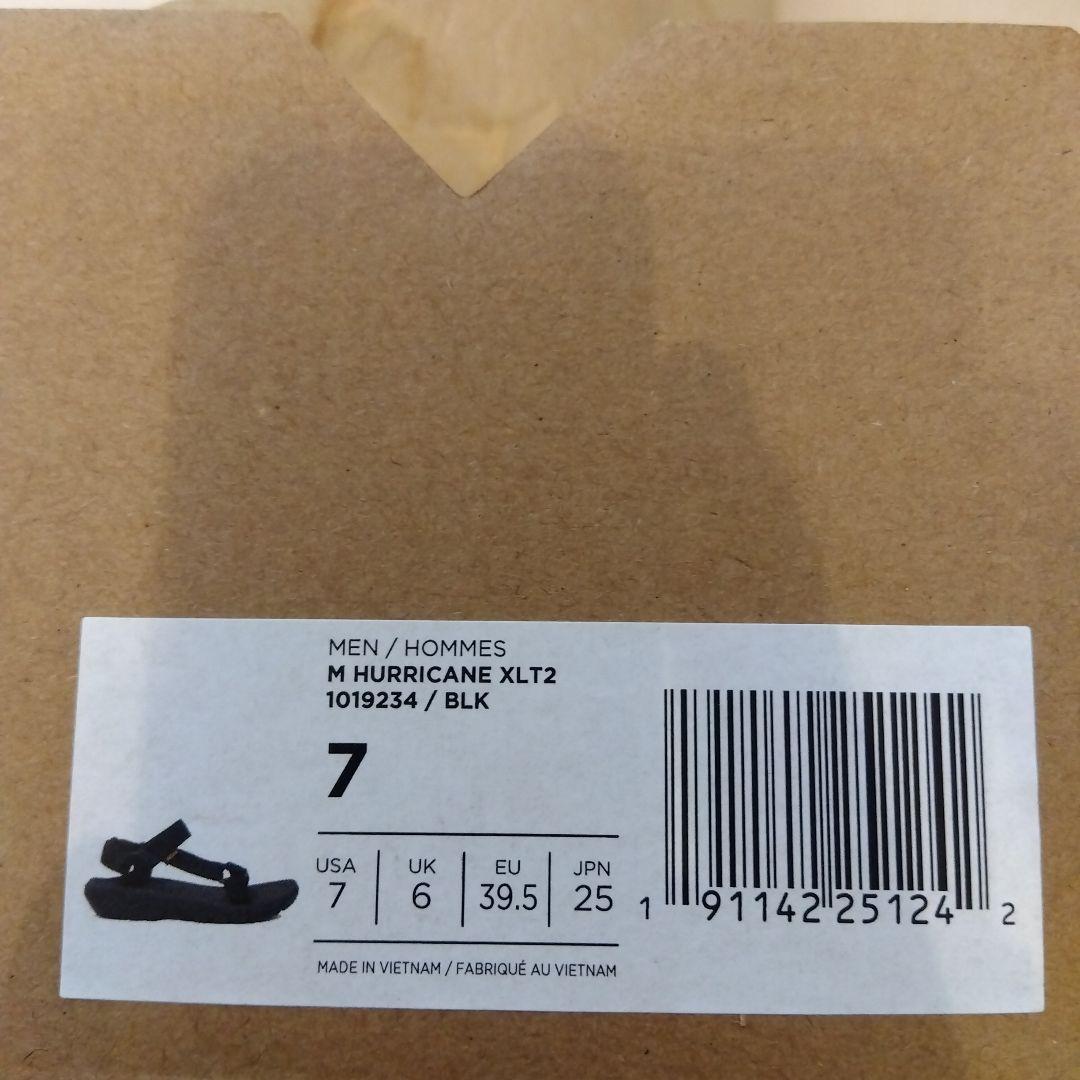 MEN / HOMMES
M HURRICANE XLT2
1019234 / BLK
7
USA UK EU JPN
7 6 39.5 25
MADE IN VIETNAM / FABRIQUÉ AU VIETNAM
1 91142 25124 2